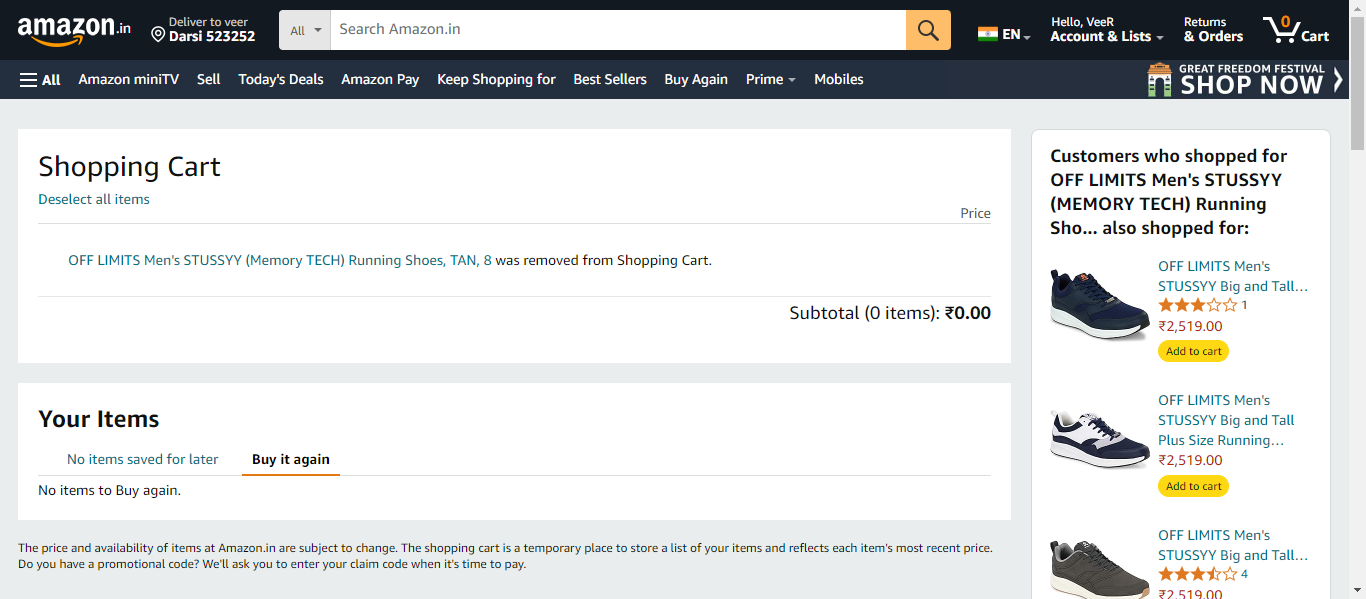 amazon.in
Deliver to veer
Darsi 523252
All
Search Amazon.in
EN
Hello, VeeR
Account & Lists
Returns
& Orders
0
Cart
All
Amazon miniTV
Sell
Today's Deals
Amazon Pay
Keep Shopping for
Best Sellers
Buy Again
Prime
Mobiles
GREAT FREEDOM FESTIVAL
SHOP NOW
Shopping Cart
Deselect all items
Price
OFF LIMITS Men's STUSSYY (Memory TECH) Running Shoes, TAN, 8 was removed from Shopping Cart.
Subtotal (0 items): ₹0.00
Your Items
No items saved for later
Buy it again
No items to Buy again.
The price and availability of items at Amazon.in are subject to change. The shopping cart is a temporary place to store a list of your items and reflects each item's most recent price.
Do you have a promotional code? We'll ask you to enter your claim code when it's time to pay.
Customers who shopped for
OFF LIMITS Men's STUSSYY
(MEMORY TECH) Running
Sho... also shopped for:
OFF LIMITS Men's
STUSSYY Big and Tall...
1
₹2,519.00
Add to cart
OFF LIMITS Men's
STUSSYY Big and Tall
Plus Size Running...
₹2,519.00
Add to cart
OFF LIMITS Men's
STUSSYY Big and Tall...
4
₹2,519.00